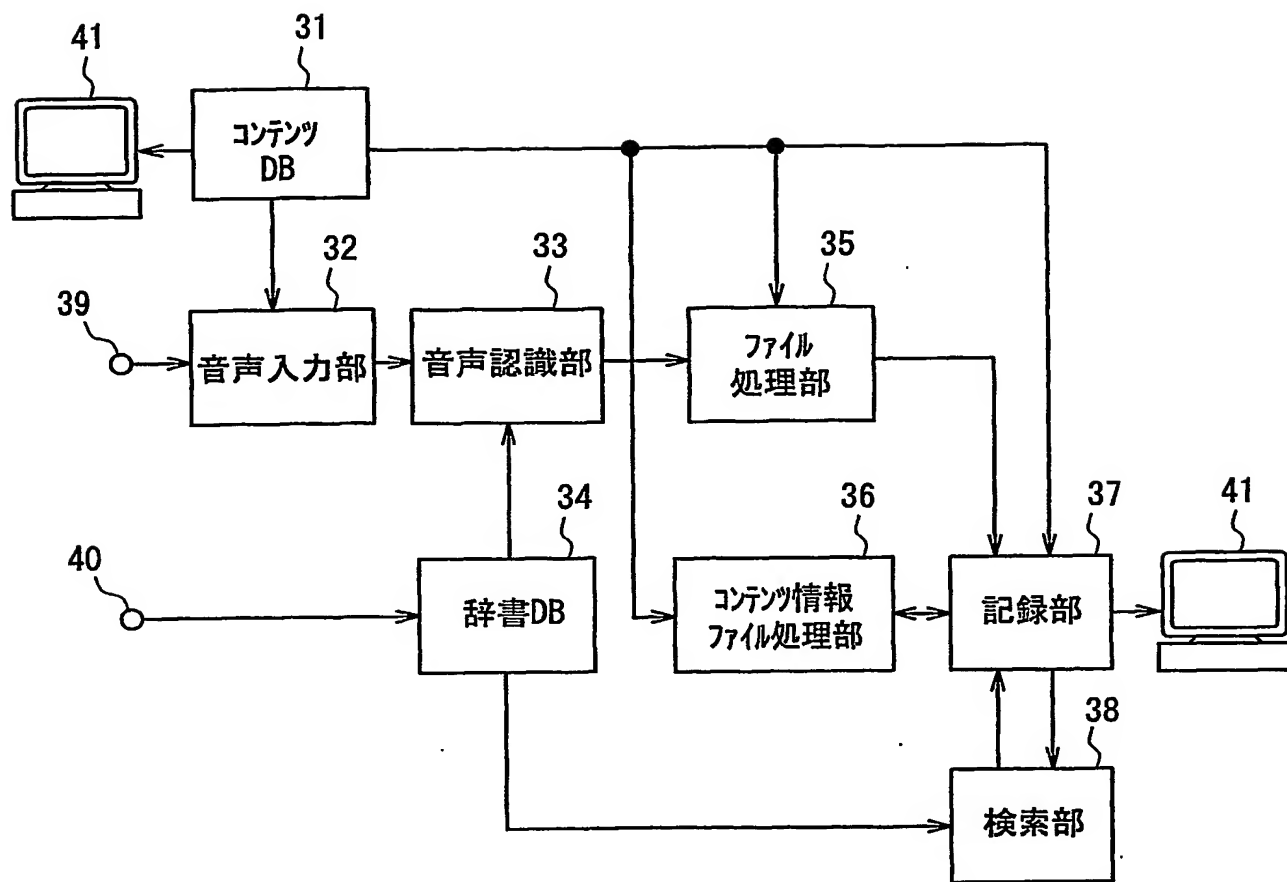 41
31
コンテンツ
DB
32
33
35
39
音声入力部
音声認識部
ファイル
処理部
34
36
37
41
40
辞書DB
コンテンツ情報
ファイル処理部
記録部
38
検索部